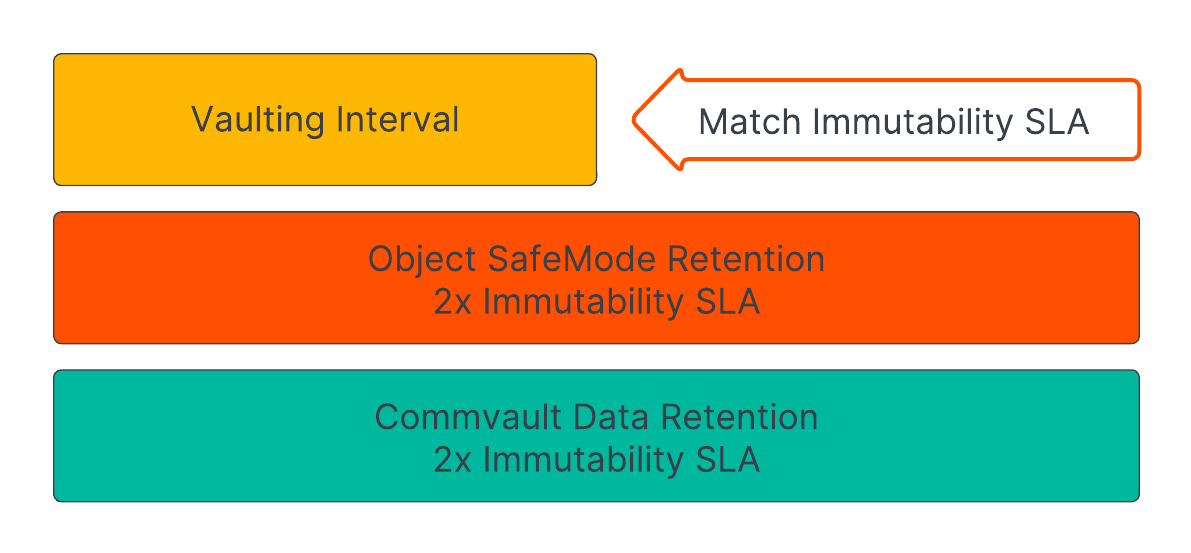 Vaulting Interval
Match Immutability SLA
Object SafeMode Retention
2x Immutability SLA
Commvault Data Retention
2x Immutability SLA